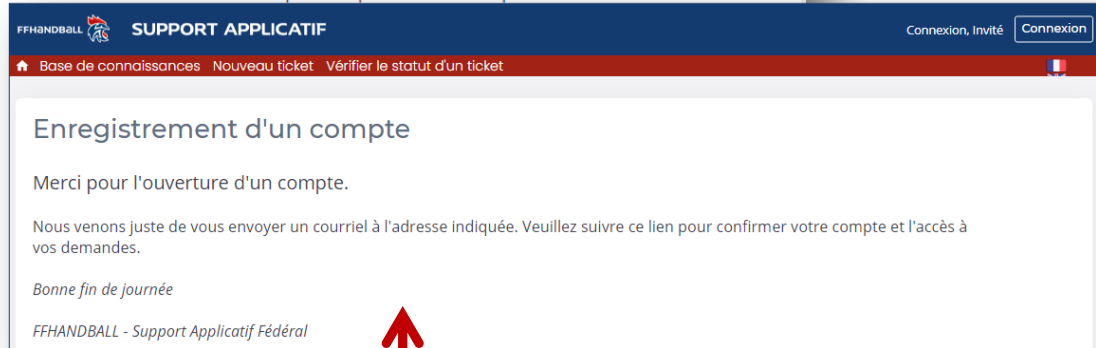 FFHANDBALL SUPPORT APPLICATIF Connexion, Invité Connexion
Base de connaissances Nouveau ticket Vérifier le statut d'un ticket
Enregistrement d'un compte
Merci pour l'ouverture d'un compte.
Nous venons juste de vous envoyer un courriel à l'adresse indiquée. Veuillez suivre ce lien pour confirmer votre compte et l'accès à
vos demandes.
Bonne fin de journée
FFHANDBALL - Support Applicatif Fédéral